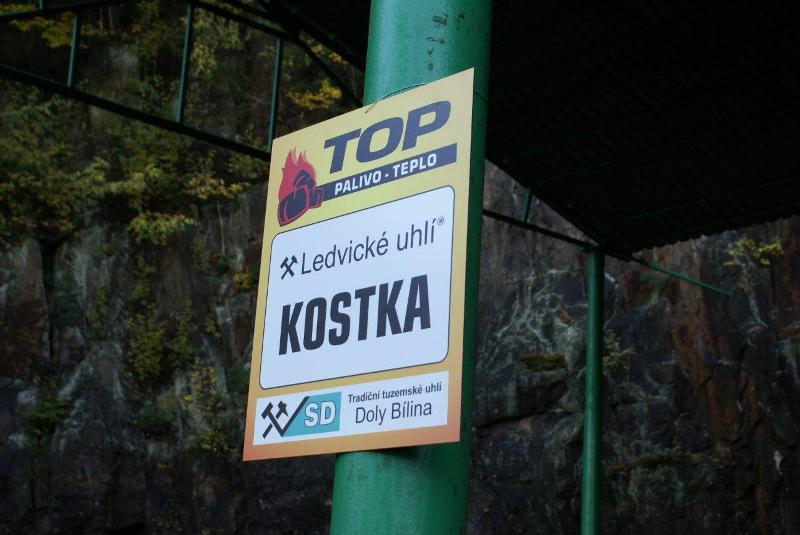 TOP
PALIVO - TEPLO
Ledvické uhlí®
KOSTKA
SD
Tradiční tuzemské uhlí
Doly Bílina